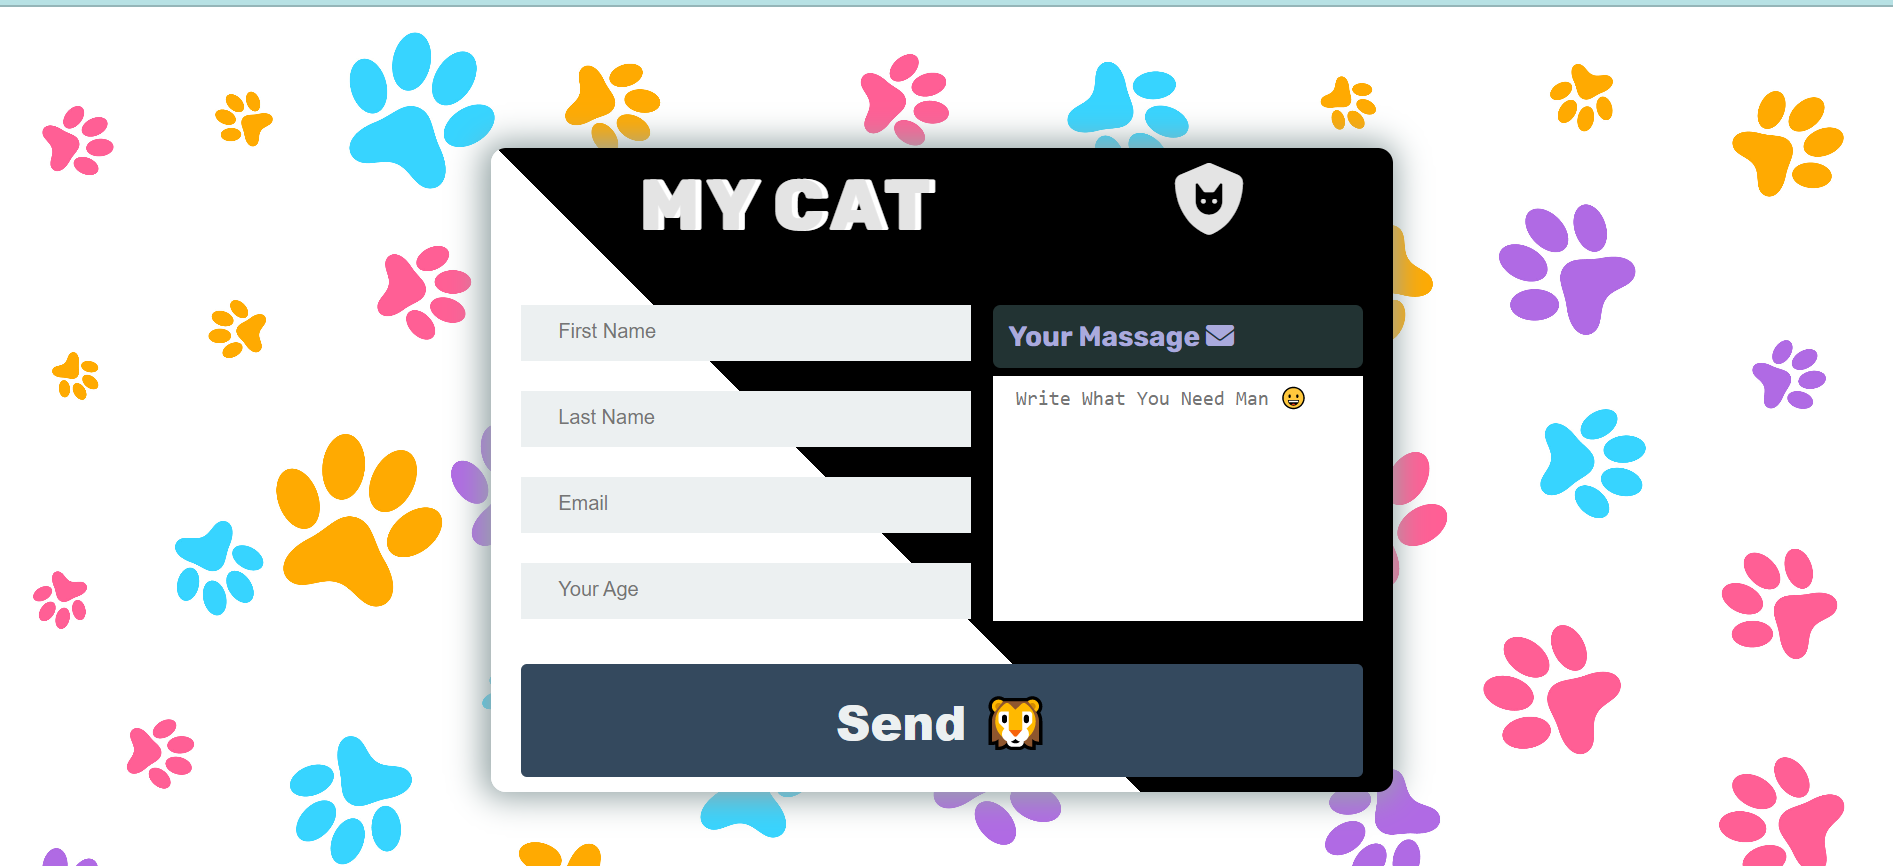 MY CAT
First Name
Last Name
Email
Your Age
Your Massage
Write What You Need Man 😀
Send 🦁